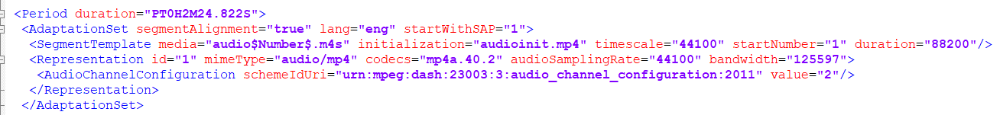 <Period duration="PT0H2M24.822S">
<AdaptationSet segmentAlignment="true" lang="eng" startWithSAP="1">
<SegmentTemplate media="audio$Number$.m4s" initialization="audioinit.mp4" timescale="44100" startNumber="1" duration="88200"/>
<Representation id="1" mimeType="audio/mp4" codecs="mp4a.40.2" audioSamplingRate="44100" bandwidth="125597">
<AudioChannelConfiguration schemeIdUri="urn:mpeg:dash:23003:3:audio_channel_configuration:2011" value="2"/>
</Representation>
</AdaptationSet>